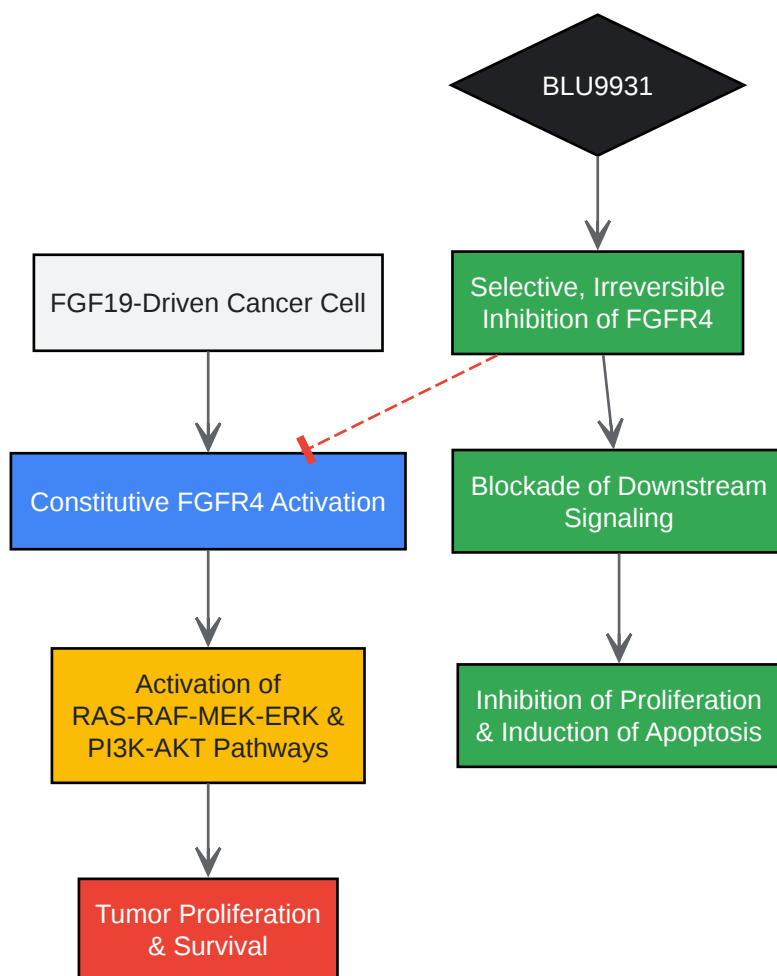 BLU9931
FGF19-Driven Cancer Cell
Selective, Irreversible
Inhibition of FGFR4
Constitutive FGFR4 Activation
Blockade of Downstream
Signaling
Activation of
RAS-RAF-MEK-ERK &
PI3K-AKT Pathways
Inhibition of Proliferation
& Induction of Apoptosis
Tumor Proliferation
& Survival